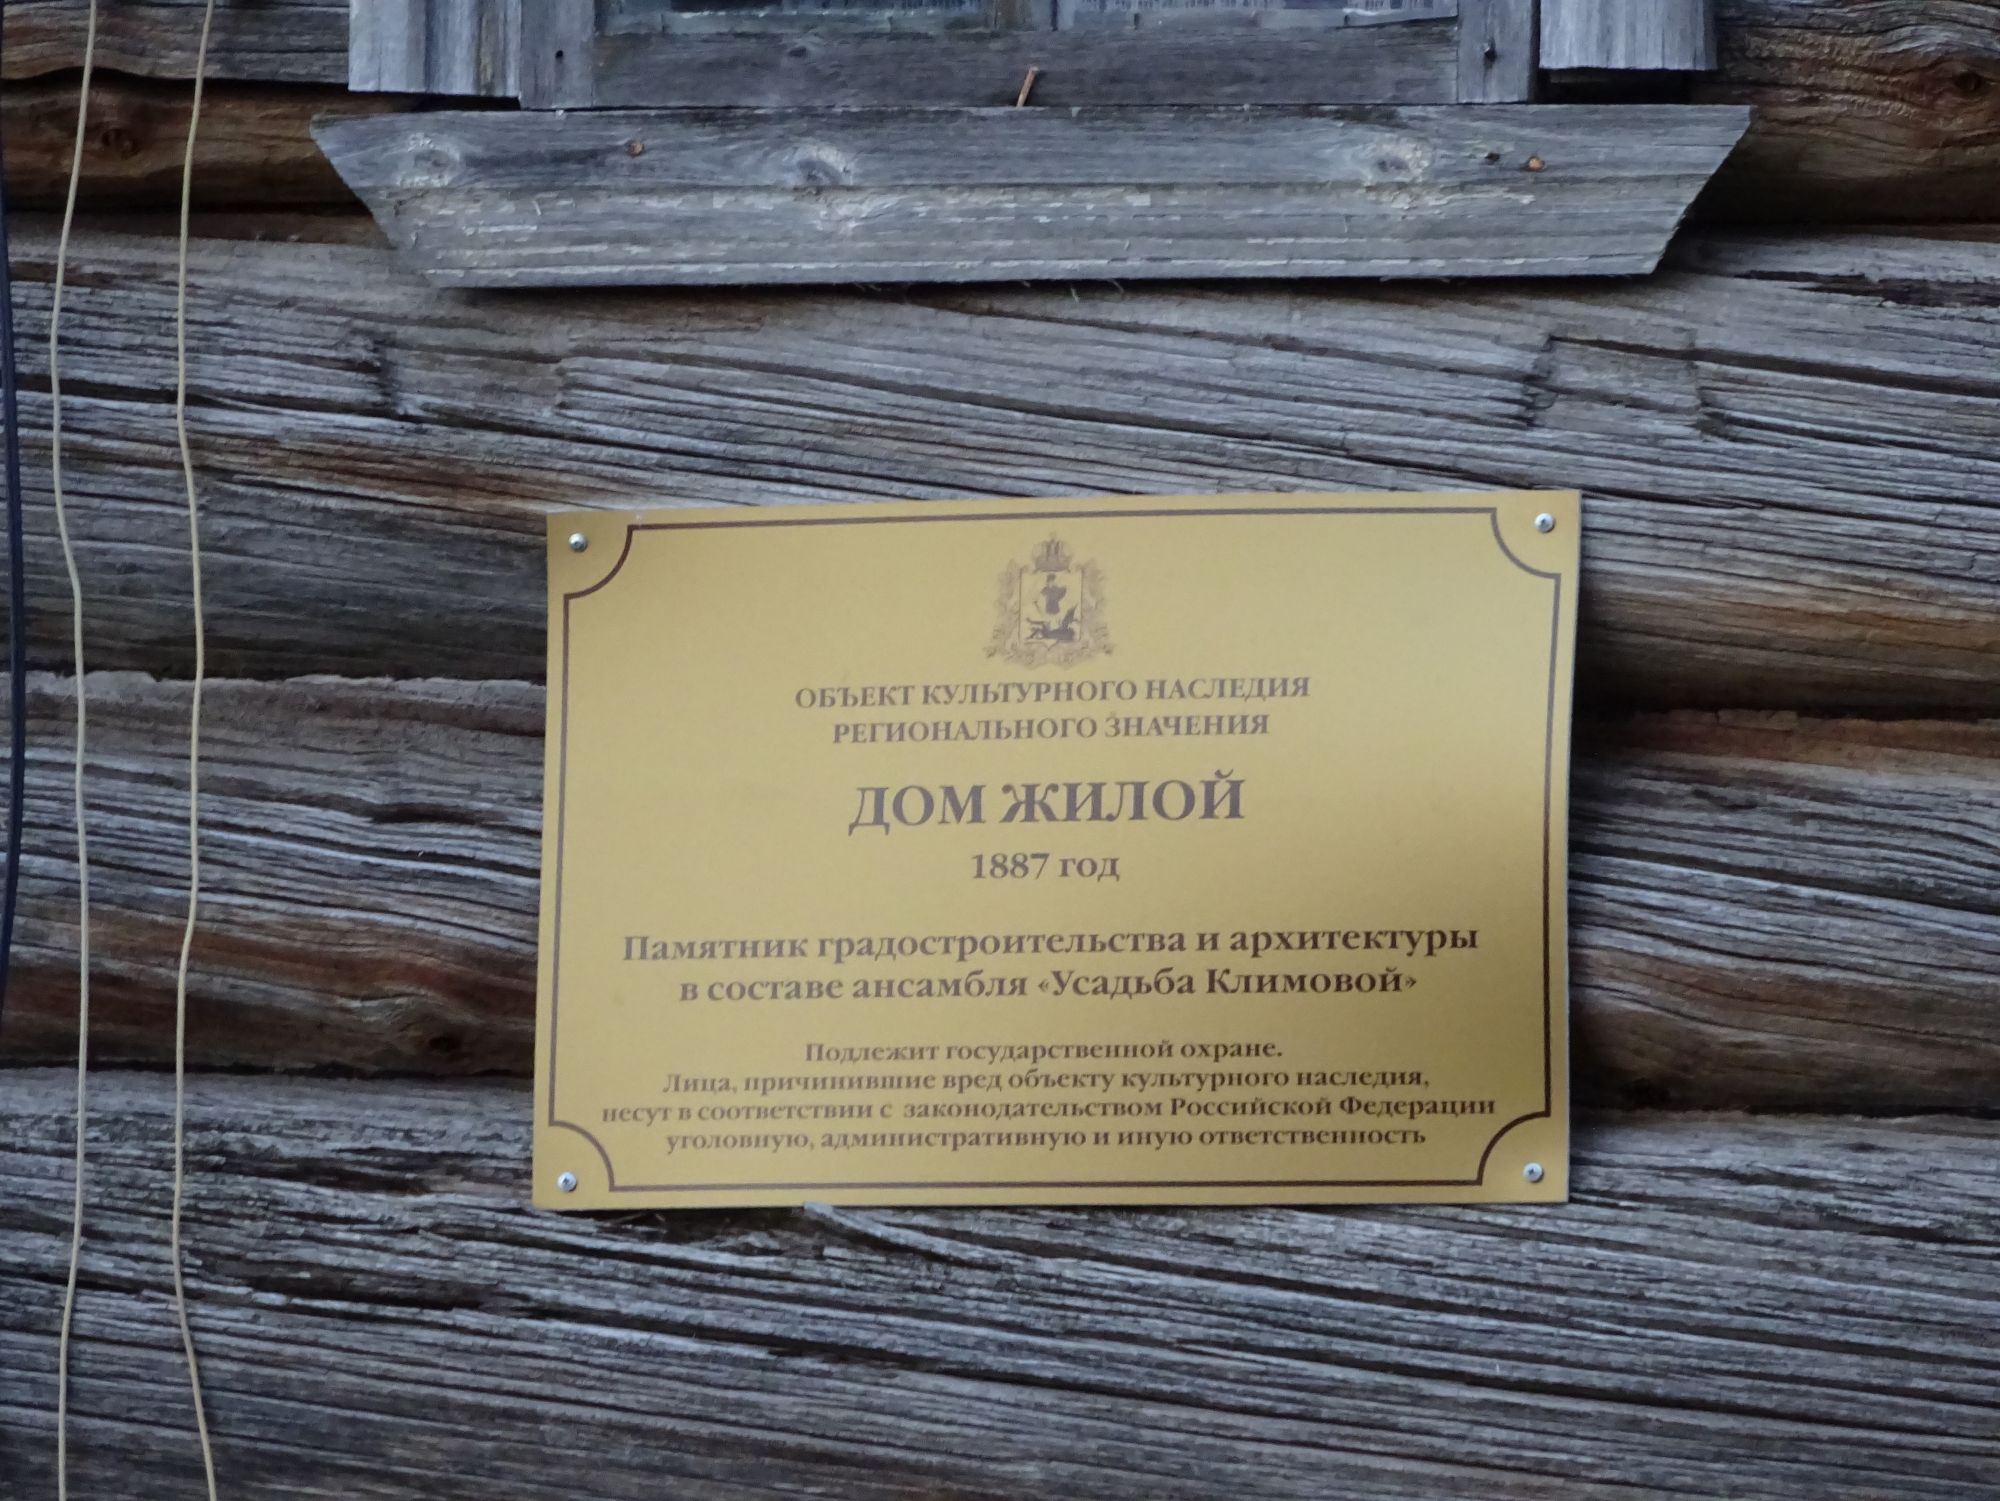 ОБЪЕКТ КУЛЬТУРНОГО НАСЛЕДИЯ
РЕГИОНАЛЬНОГО ЗНАЧЕНИЯ
ДОМ ЖИЛОЙ
1887 год
Памятник градостроительства и архитектуры
в составе ансамбля «Усадьба Климовой»
Подлежит государственной охране.
Лица, причинившие вред объекту культурного наследия,
несут в соответствии с законодательством Российской Федерации
уголовную, административную и иную ответственность